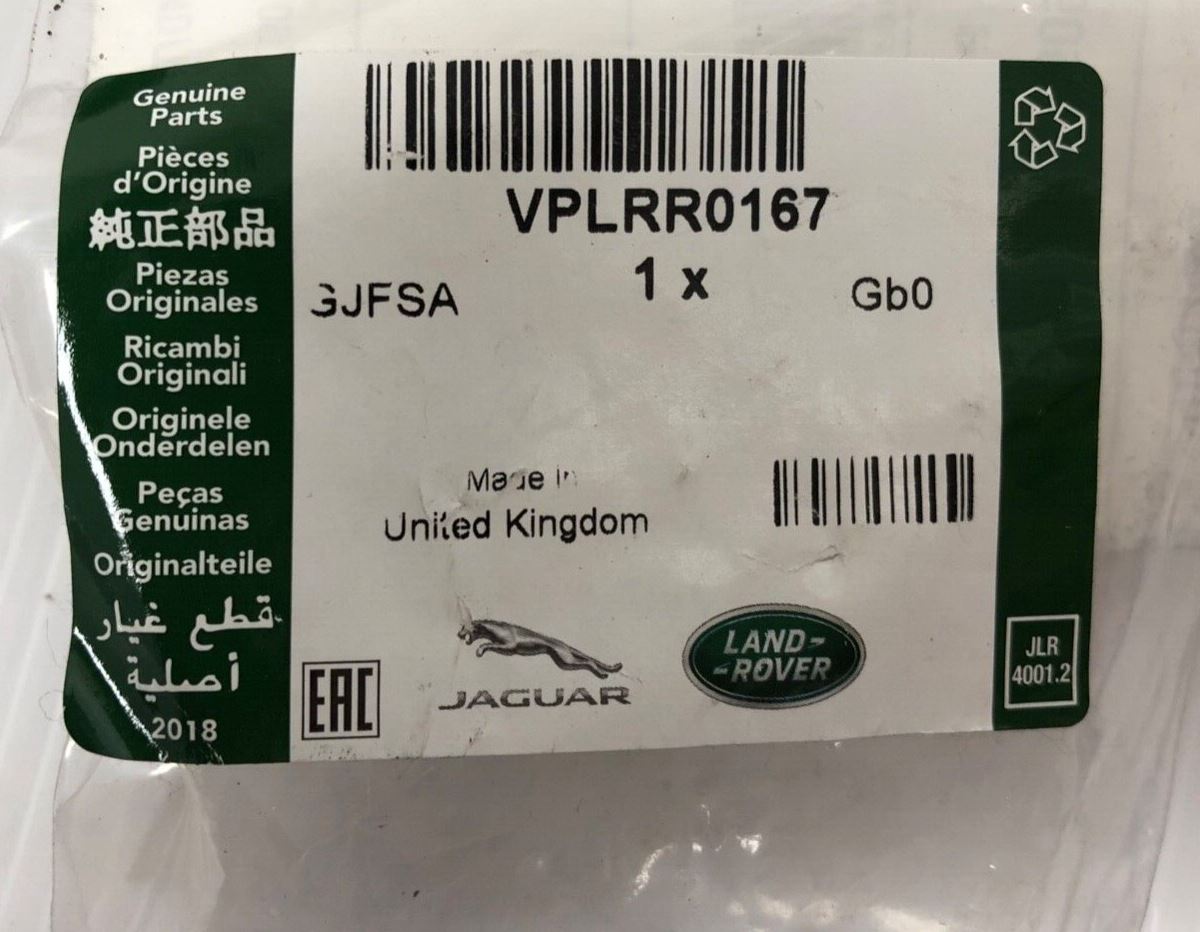 Genuine
Parts
Pièces
d'Origine
純正部品
Piezas
Originales
Ricambi
Originali
Originele
Onderdelen
Peças
Genuinas
Originalteile
قطع غيار
أصلية
2018
VPLRR0167
1 x
GJFSA
Gb0
Made In
United Kingdom
EAC
JAGUAR
LAND-
-ROVER
JLR
4001.2